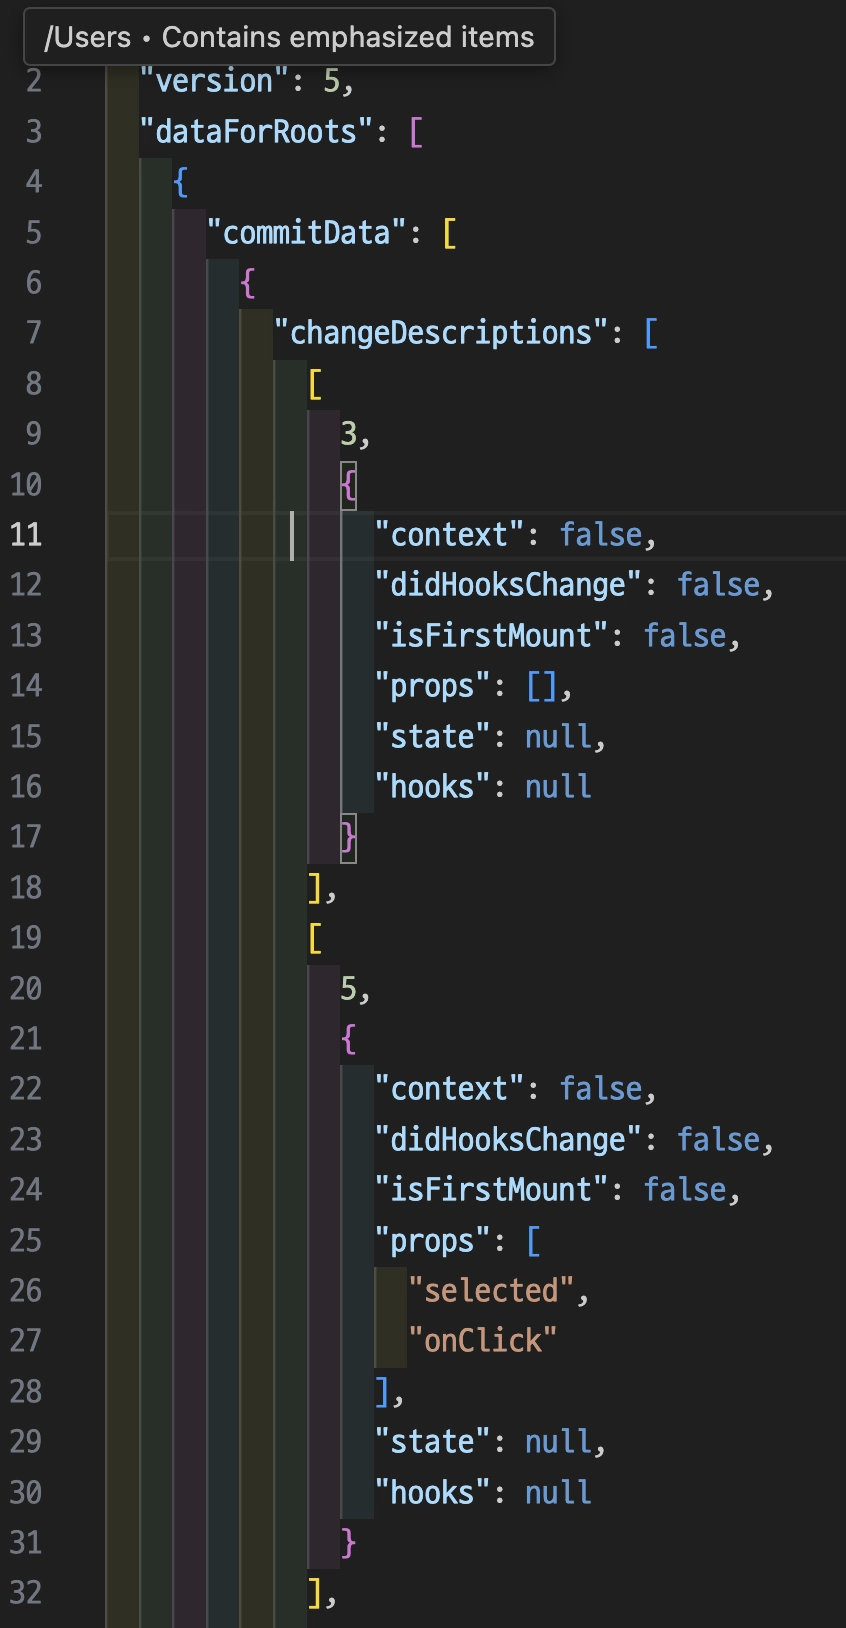 /Users • Contains emphasized items
2 "version": 5,
3 "dataForRoots": [
4 {
5 "commitData": [
6 {
7 "changeDescriptions": [
8 [
9 3,
10 {
11 "context": false,
12 "didHooksChange": false,
13 "isFirstMount": false,
14 "props": [],
15 "state": null,
16 "hooks": null
17 }
18 ],
19 [
20 5,
21 {
22 "context": false,
23 "didHooksChange": false,
24 "isFirstMount": false,
25 "props": [
26 "selected",
27 "onClick"
28 ],
29 "state": null,
30 "hooks": null
31 }
32 ],